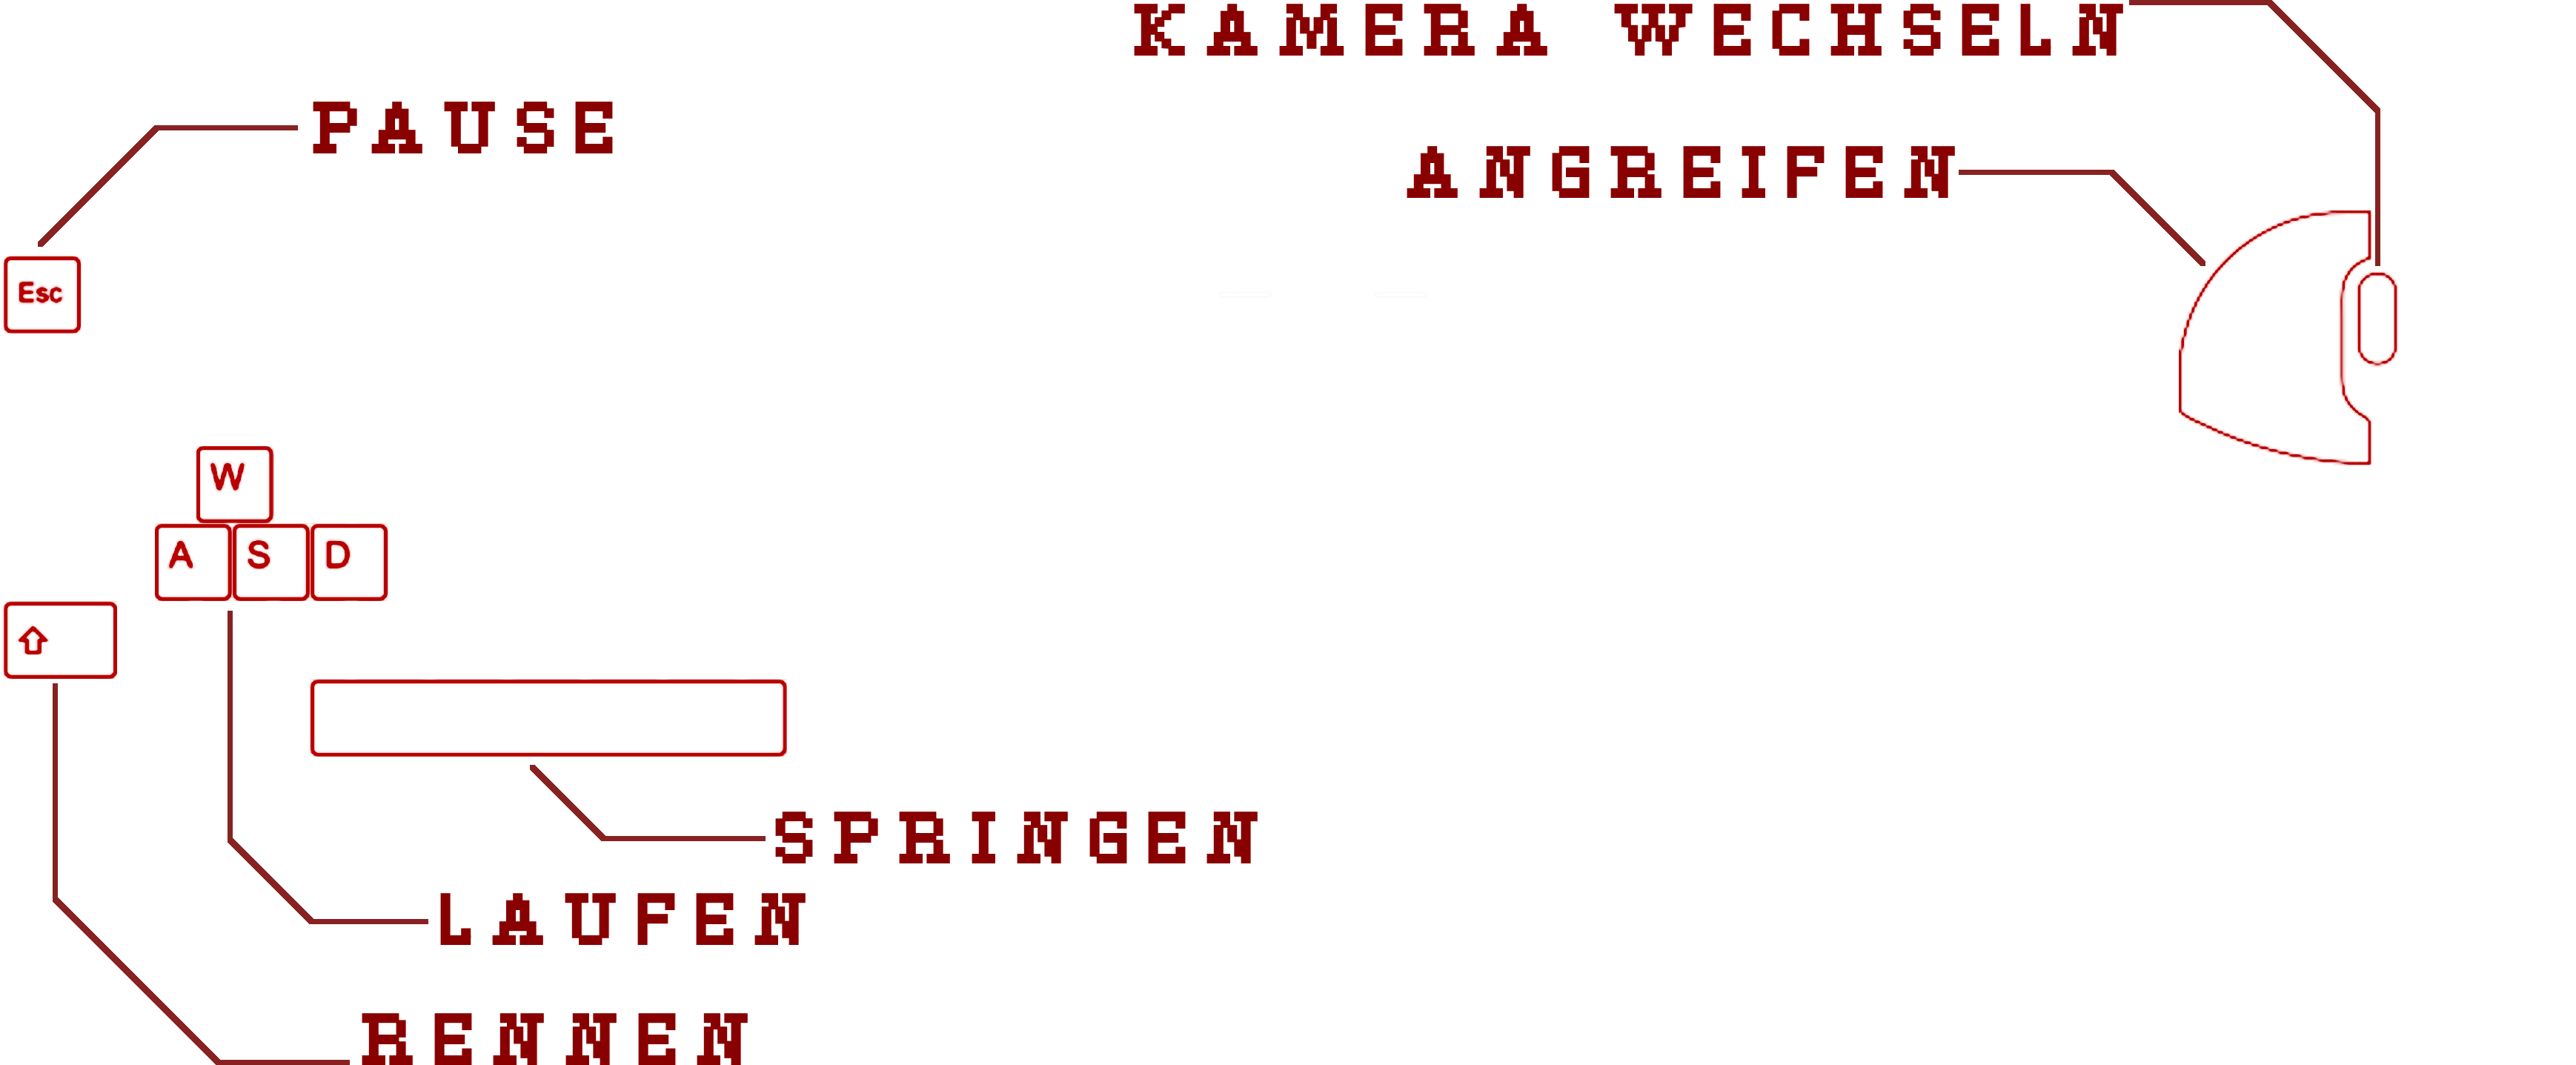 KAMERA WECHSELN
PAUSE
ANGREIFEN
Esc
W
A S D
SPRINGEN
LAUFEN
RENNEN